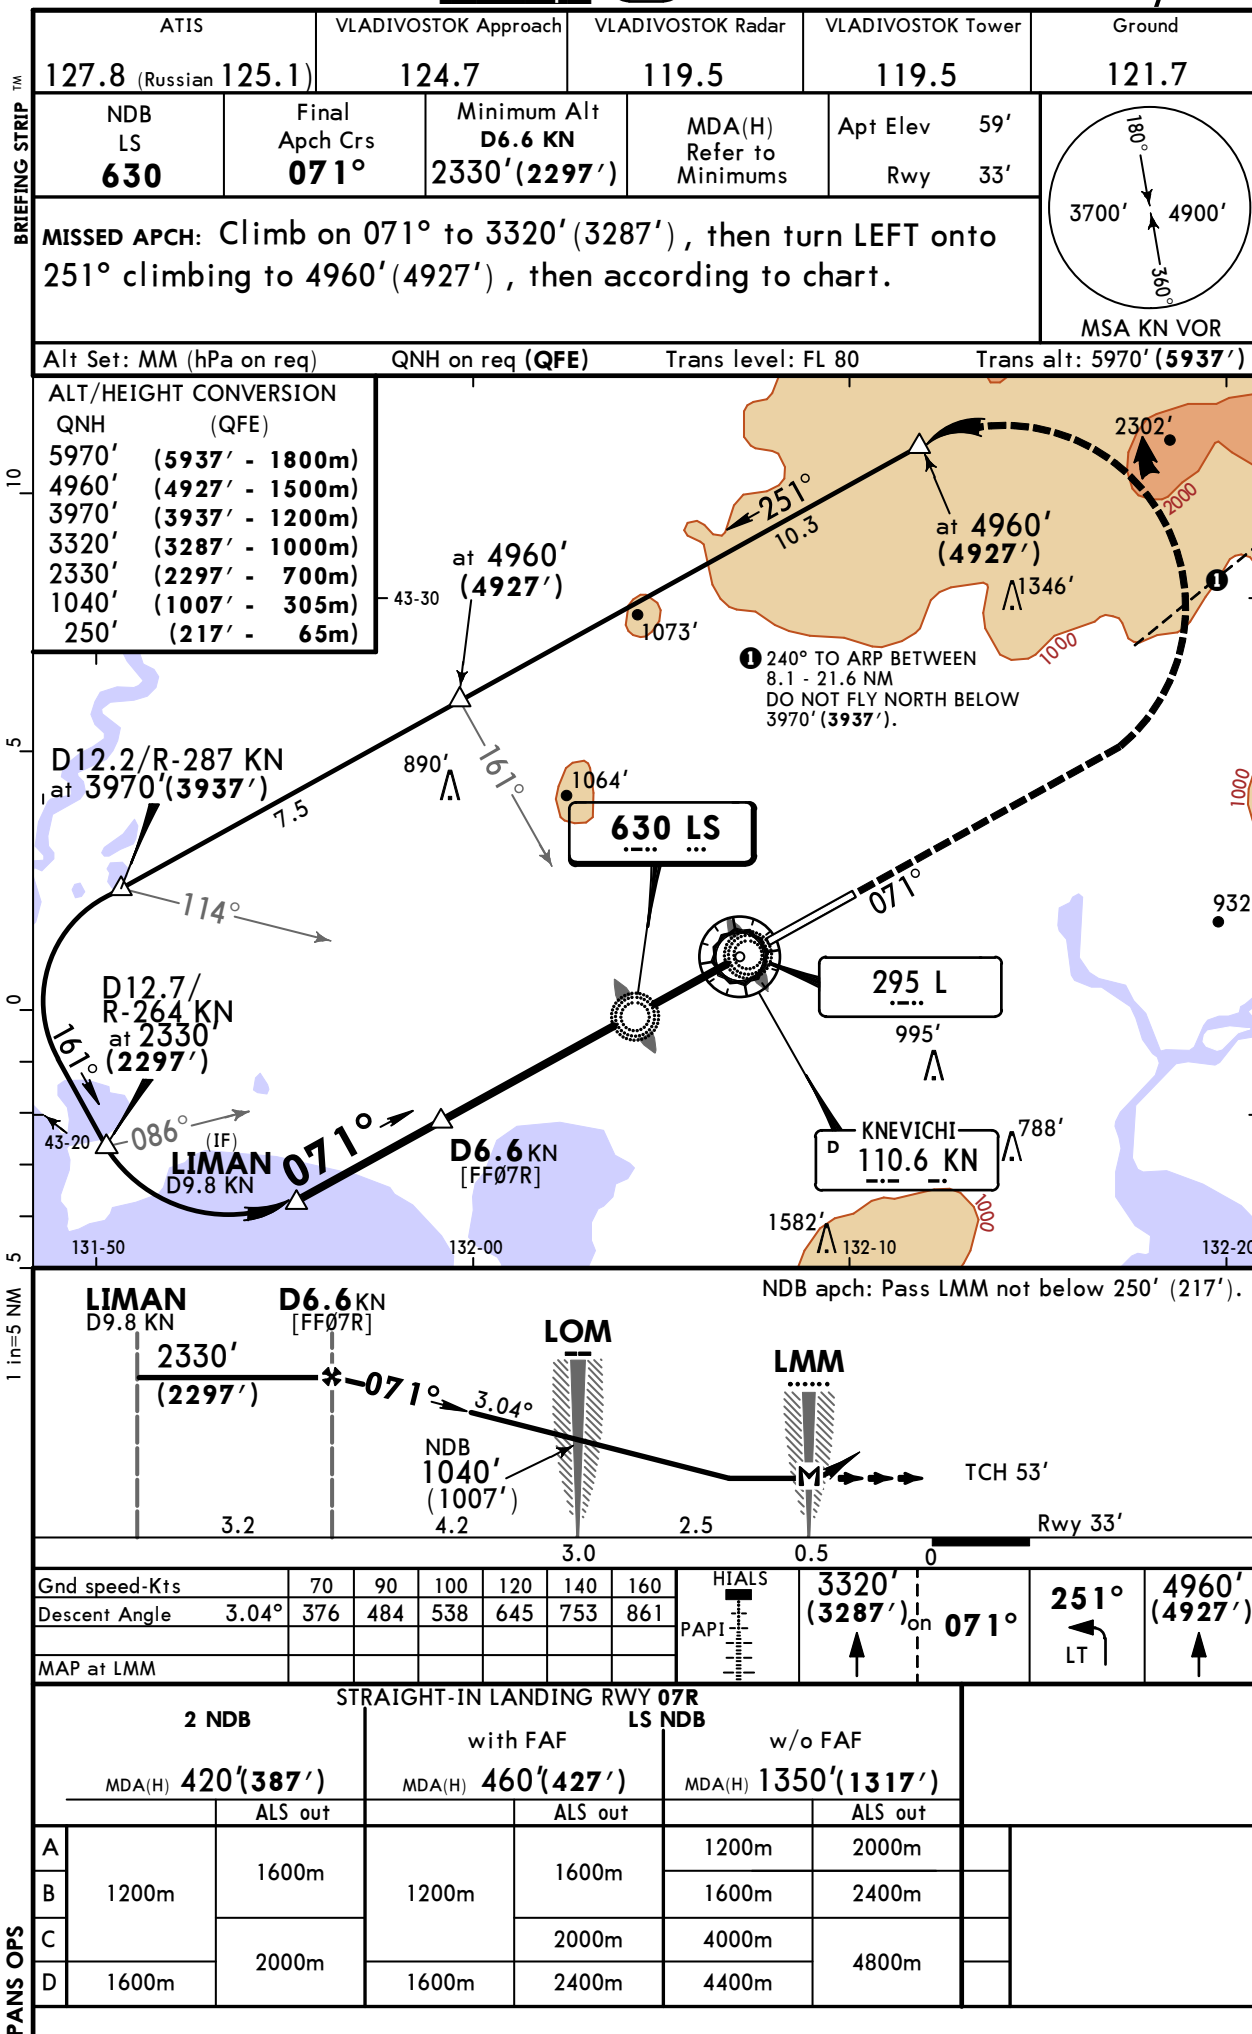 ATIS VLADIVOSTOK Approach VLADIVOSTOK Radar VLADIVOSTOK Tower Ground
127.8 (Russian 125.1) 124.7 119.5 119.5 121.7
BRIEFING STRIP ™
NDB
LS
630
Final
Apch Crs
071°
Minimum Alt
D6.6 KN
2330'(2297')
MDA(H)
Refer to
Minimums
Apt Elev 59'
Rwy 33'
180°
3700' 4900'
360°
MSA KN VOR
MISSED APCH: Climb on 071° to 3320'(3287'), then turn LEFT onto
251° climbing to 4960'(4927'), then according to chart.
Alt Set: MM (hPa on req) QNH on req (QFE) Trans level: FL 80 Trans alt: 5970'(5937')
ALT/HEIGHT CONVERSION
QNH (QFE)
5970' (5937' - 1800m)
4960' (4927' - 1500m)
3970' (3937' - 1200m)
3320' (3287' - 1000m)
2330' (2297' - 700m)
1040' (1007' - 305m)
250' (217' - 65m)
2302'
2000
251°
10.3
at 4960'
(4927')
at 4960'
(4927')
1346'
1
43-30
1073'
1000
1 240° TO ARP BETWEEN
8.1 - 21.6 NM
DO NOT FLY NORTH BELOW
3970'(3937').
10
5
0
5
1 in=5 NM
D12.2/R-287 KN
at 3970'(3937')
7.5
890'
161°
1064'
1000
630 LS
114°
071°
932
D12.7/
R-264 KN
at 2330'
(2297')
161°
295 L
995'
086°
43-20
(IF)
LIMAN
D9.8 KN
071°
D6.6 KN
[FFØ7R]
KNEVICHI
D 110.6 KN
788'
1582'
1000
131-50 132-00 132-10 132-20
NDB apch: Pass LMM not below 250' (217').
LIMAN
D9.8 KN
D6.6 KN
[FFØ7R]
LOM
LMM
2330'
(2297')
071°
3.04°
NDB
1040'
(1007')
M
TCH 53'
3.2 4.2 2.5 Rwy 33'
3.0 0.5 0
Gnd speed-Kts 70 90 100 120 140 160
Descent Angle 3.04° 376 484 538 645 753 861
MAP at LMM
HIALS
PAPI
3320'
(3287')
on 071°
251°
LT
4960'
(4927')
STRAIGHT-IN LANDING RWY 07R
2 NDB LS NDB
with FAF w/o FAF
MDA(H) 420'(387') MDA(H) 460'(427') MDA(H) 1350'(1317')
ALS out ALS out ALS out
A 1200m 1600m 1200m 1600m 1200m 2000m
B 1600m 2400m
C 2000m 2000m 4000m 4800m
D 1600m 1600m 2400m 4400m
PANS OPS